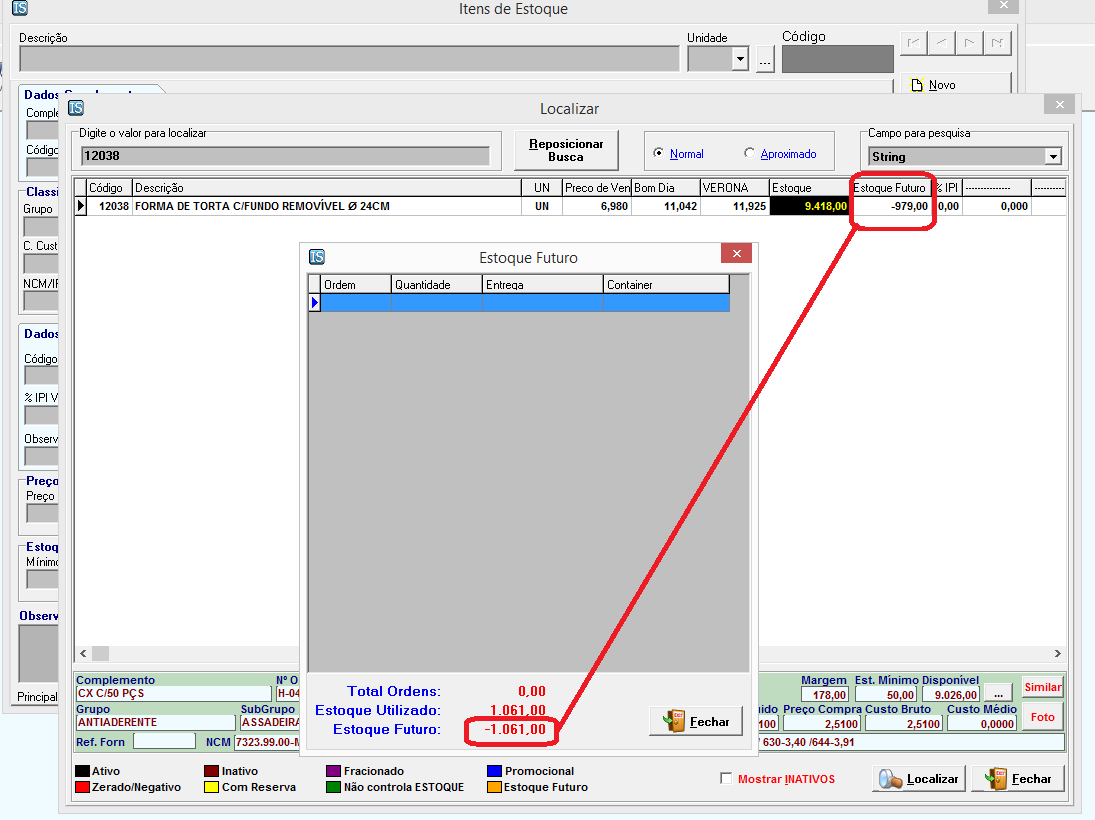 IS Itens de Estoque
Descrição Unidade Código
...
Novo
IS Localizar
Digite o valor para localizar
12038
Reposicionar
Busca
Normal Aproximado
Campo para pesquisa
String
Código Descrição UN Preco de Ven Bom Dia VERONA Estoque Estoque Futuro % IPI -------------- ----------
12038 FORMA DE TORTA C/FUNDO REMOVÍVEL Ø 24CM UN 6,980 11,042 11,925 9.418,00 -979,00 0,00 0,000
Dados
Comple
Código
Classi
Grupo
C. Cust
NCM/IF
Dados
Código
% IPI V
Observ
Preço
Preço
Estoq
Mínimo
Observ
Principal
IS Estoque Futuro
Ordem Quantidade Entrega Container
Total Ordens: 0,00
Estoque Utilizado: 1.061,00
Estoque Futuro: -1.061,00
Fechar
Complemento Nº O
CX C/50 PÇS H-04
Grupo SubGrupo
ANTIADERENTE ASSADEIRA
Ref. Forn NCM 7323.99.00-N
Margem Est. Mínimo Disponível
178,00 50,00 9.026,00 ... Similar
uido Preço Compra Custo Bruto Custo Médio
5100 2,5100 2,5100 0,0000 Foto
/ 630-3,40 /644-3,91
Ativo Inativo Fracionado Promocional
Zerado/Negativo Com Reserva Não controla ESTOQUE Estoque Futuro
Mostrar INATIVOS Localizar Fechar